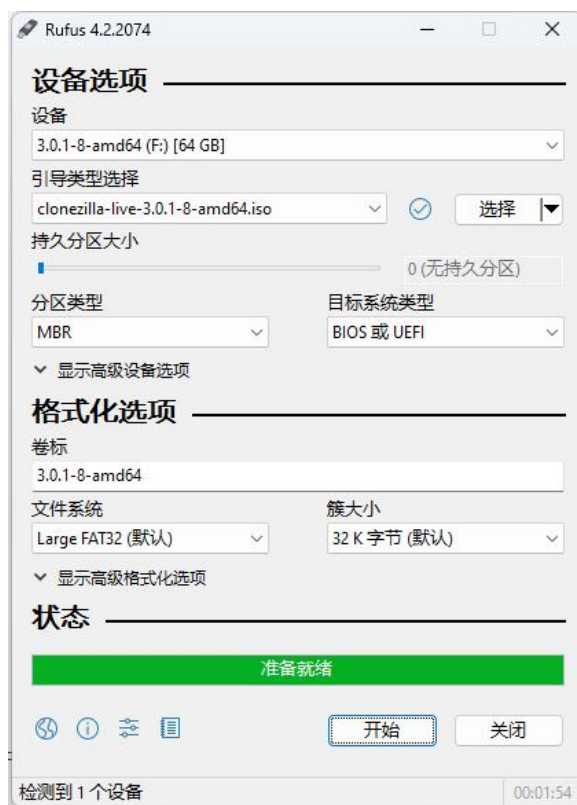 Rufus 4.2.2074
设备选项
设备
3.0.1-8-amd64 (F:) [64 GB]
引导类型选择
clonezilla-live-3.0.1-8-amd64.iso
选择
持久分区大小
0 (无持久分区)
分区类型 目标系统类型
MBR BIOS 或 UEFI
显示高级设备选项
格式化选项
卷标
3.0.1-8-amd64
文件系统 簇大小
Large FAT32 (默认) 32 K 字节 (默认)
显示高级格式化选项
状态
准备就绪
开始 关闭
检测到 1 个设备 00:01:54